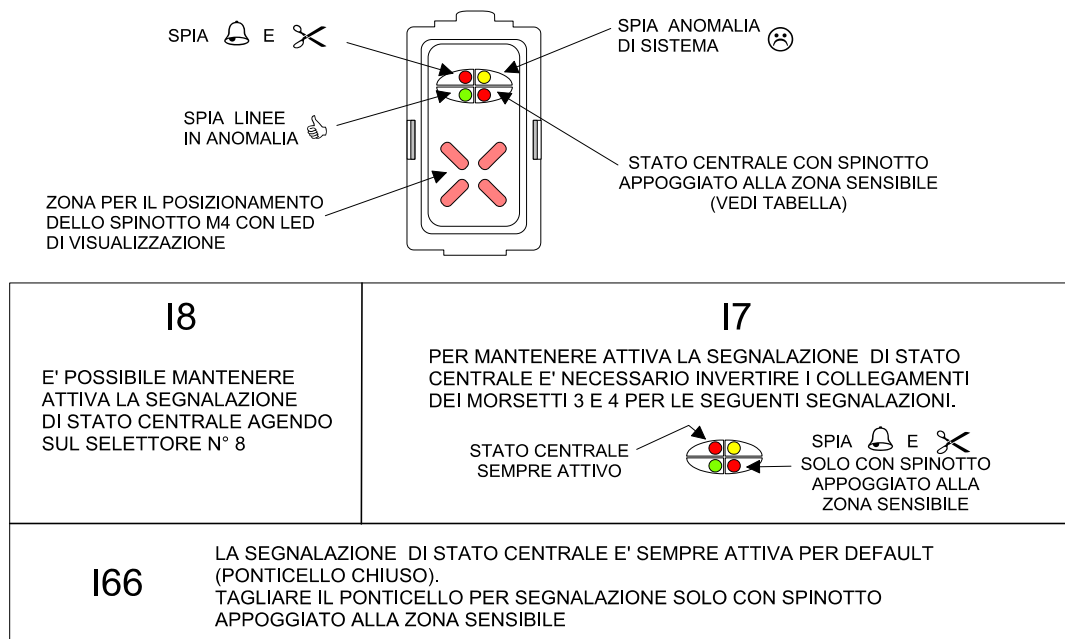 SPIA E
SPIA ANOMALIA
DI SISTEMA
SPIA LINEE
IN ANOMALIA
STATO CENTRALE CON SPINOTTO
APPOGGIATO ALLA ZONA SENSIBILE
(VEDI TABELLA)
ZONA PER IL POSIZIONAMENTO
DELLO SPINOTTO M4 CON LED
DI VISUALIZZAZIONE
I8
E' POSSIBILE MANTENERE
ATTIVA LA SEGNALAZIONE
DI STATO CENTRALE AGENDO
SUL SELETTORE N° 8
I7
PER MANTENERE ATTIVA LA SEGNALAZIONE DI STATO
CENTRALE E' NECESSARIO INVERTIRE I COLLEGAMENTI
DEI MORSETTI 3 E 4 PER LE SEGUENTI SEGNALAZIONI.
STATO CENTRALE
SEMPRE ATTIVO
SPIA E
SOLO CON SPINOTTO
APPOGGIATO ALLA
ZONA SENSIBILE
I66
LA SEGNALAZIONE DI STATO CENTRALE E' SEMPRE ATTIVA PER DEFAULT
(PONTICELLO CHIUSO).
TAGLIARE IL PONTICELLO PER SEGNALAZIONE SOLO CON SPINOTTO
APPOGGIATO ALLA ZONA SENSIBILE